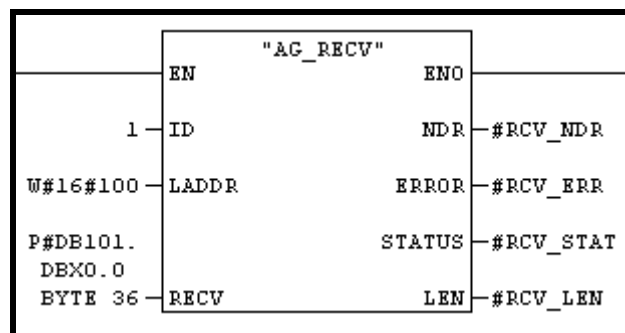 "AG_RECV"
EN ENO
1 ID NDR #RCV_NDR
W#16#100 LADDR ERROR #RCV_ERR
P#DB101. STATUS #RCV_STAT
DBX0.0
BYTE 36 RECV LEN #RCV_LEN